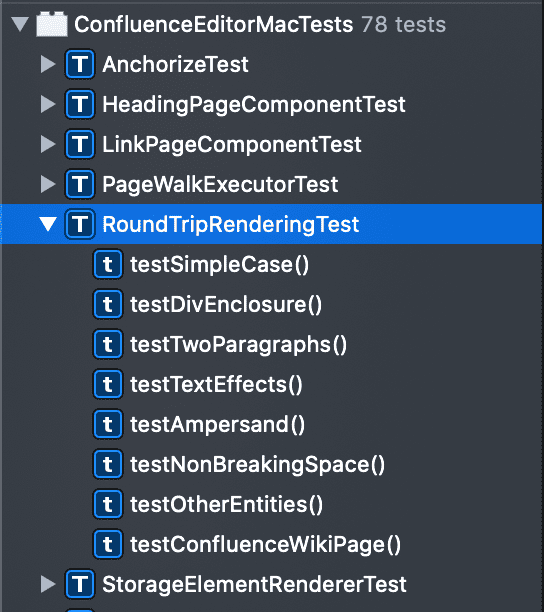 ConfluenceEditorMacTests 78 tests
T AnchorizeTest
T HeadingPageComponentTest
T LinkPageComponentTest
T PageWalkExecutorTest
T RoundTripRenderingTest
t testSimpleCase()
t testDivEnclosure()
t testTwoParagraphs()
t testTextEffects()
t testAmpersand()
t testNonBreakingSpace()
t testOtherEntities()
t testConfluenceWikiPage()
T StorageElementRendererTest